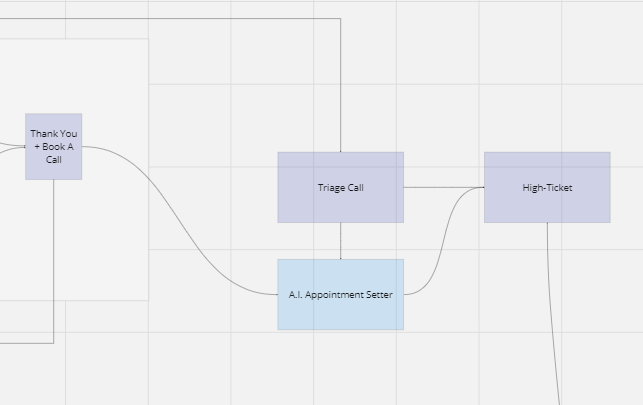 Thank You
+ Book A
Call
Triage Call
High-Ticket
A.I. Appointment Setter